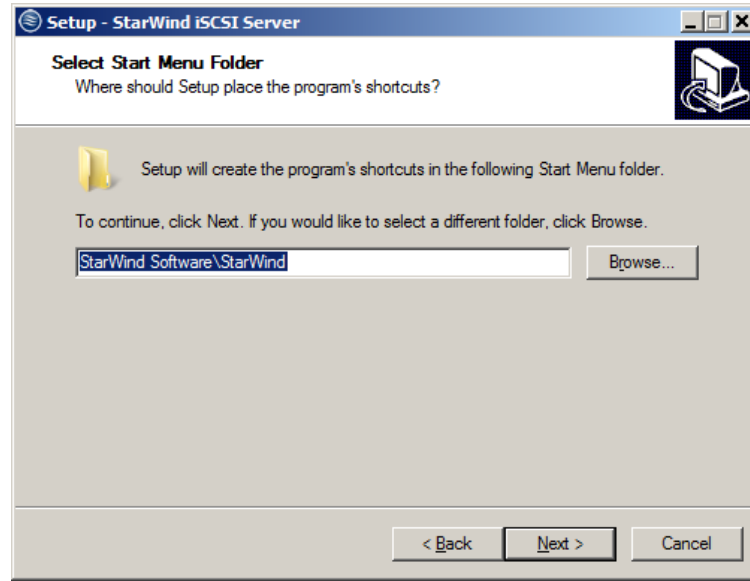 Setup - StarWind iSCSI Server
Select Start Menu Folder
Where should Setup place the program's shortcuts?
Setup will create the program's shortcuts in the following Start Menu folder.
To continue, click Next. If you would like to select a different folder, click Browse.
StarWind Software\StarWind
Browse...
< Back
Next >
Cancel